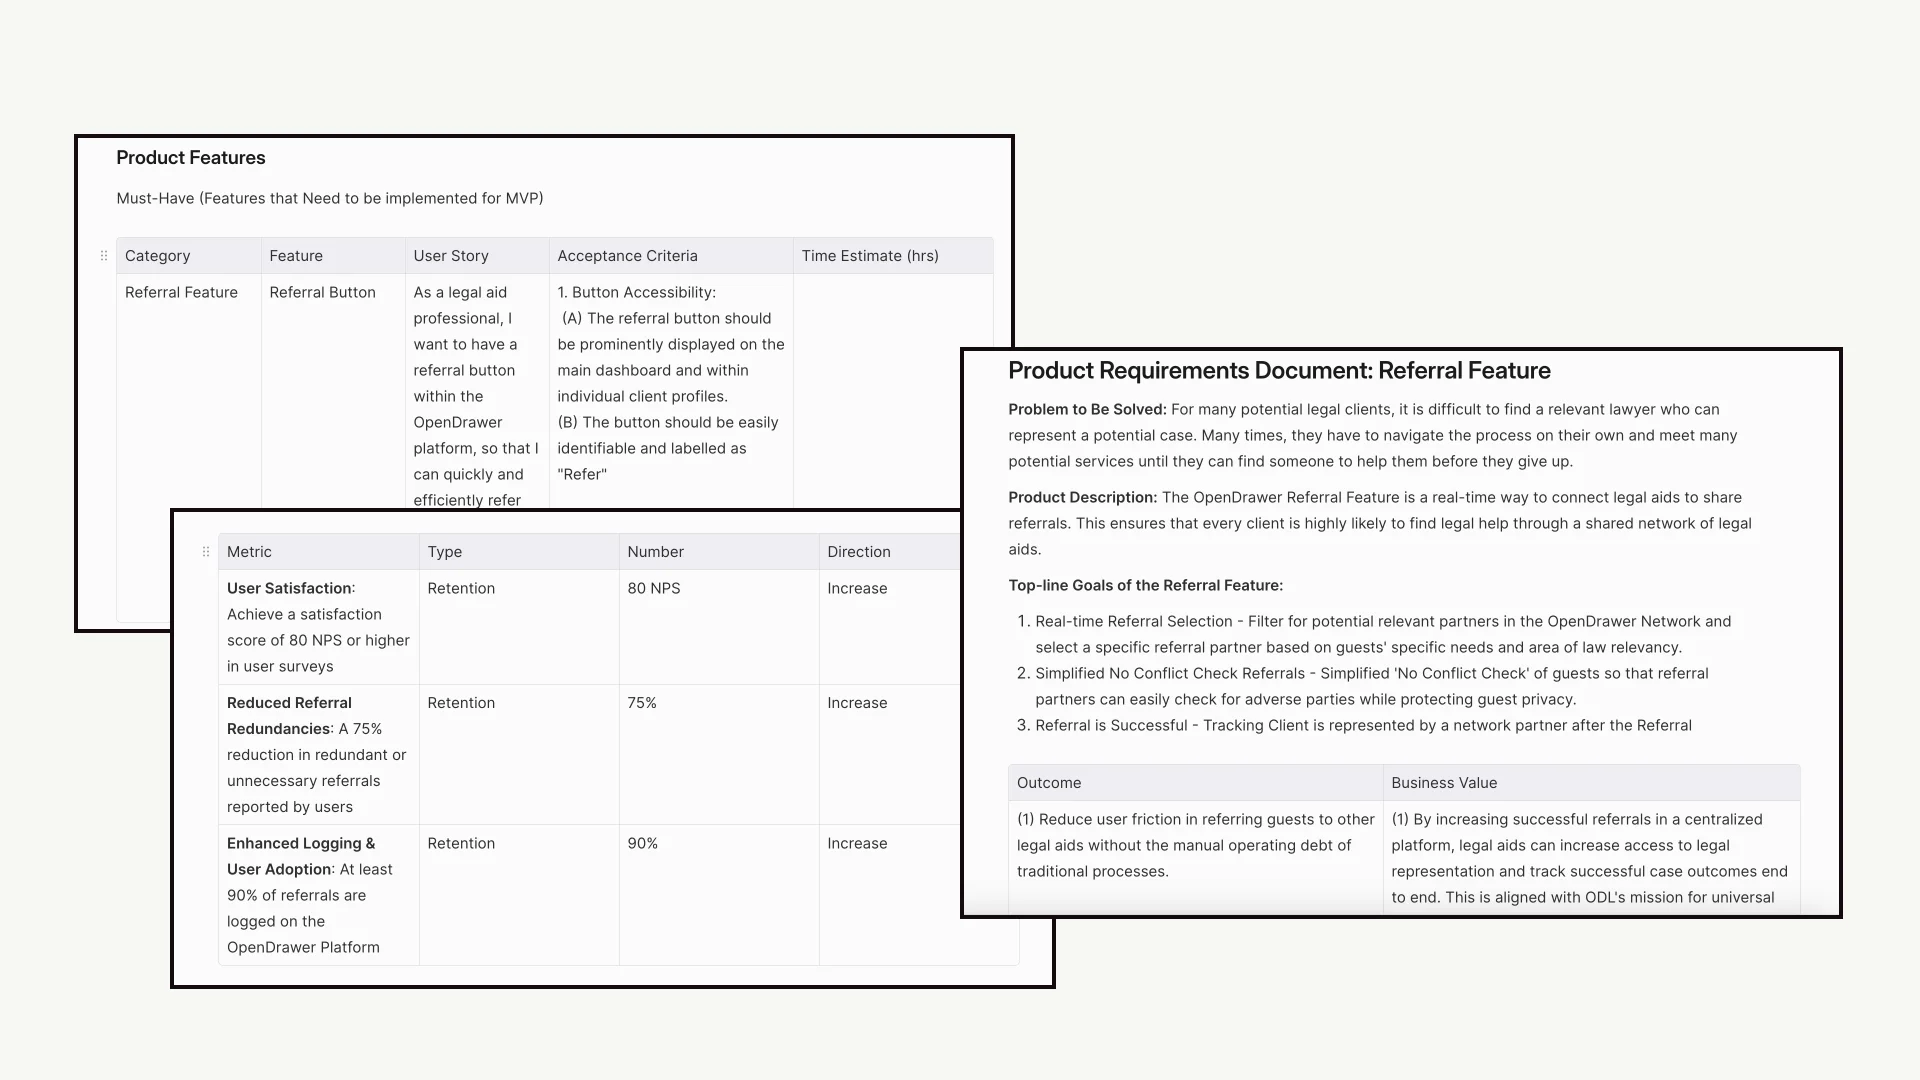 Product Features
Must-Have (Features that Need to be implemented for MVP)
Category Feature User Story Acceptance Criteria Time Estimate (hrs)
Referral Feature
Referral Button
As a legal aid
professional, I
want to have a
referral button
within the
OpenDrawer
platform, so that I
can quickly and
efficiently refer
1. Button Accessibility:
(A) The referral button should
be prominently displayed on the
main dashboard and within
individual client profiles.
(B) The button should be easily
identifiable and labelled as
"Refer"
Metric Type Number Direction
User Satisfaction:
Achieve a satisfaction
score of 80 NPS or higher
in user surveys
Retention
80 NPS
Increase
Reduced Referral
Redundancies: A 75%
reduction in redundant or
unnecessary referrals
reported by users
Retention
75%
Increase
Enhanced Logging &
User Adoption: At least
90% of referrals are
logged on the
OpenDrawer Platform
Retention
90%
Increase
Product Requirements Document: Referral Feature
Problem to Be Solved: For many potential legal clients, it is difficult to find a relevant lawyer who can
represent a potential case. Many times, they have to navigate the process on their own and meet many
potential services until they can find someone to help them before they give up.
Product Description: The OpenDrawer Referral Feature is a real-time way to connect legal aids to share
referrals. This ensures that every client is highly likely to find legal help through a shared network of legal
aids.
Top-line Goals of the Referral Feature:
1. Real-time Referral Selection - Filter for potential relevant partners in the OpenDrawer Network and
select a specific referral partner based on guests' specific needs and area of law relevancy.
2. Simplified No Conflict Check Referrals - Simplified 'No Conflict Check' of guests so that referral
partners can easily check for adverse parties while protecting guest privacy.
3. Referral is Successful - Tracking Client is represented by a network partner after the Referral
Outcome Business Value
(1) Reduce user friction in referring guests to other
legal aids without the manual operating debt of
traditional processes.
(1) By increasing successful referrals in a centralized
platform, legal aids can increase access to legal
representation and track successful case outcomes end
to end. This is aligned with ODL's mission for universal